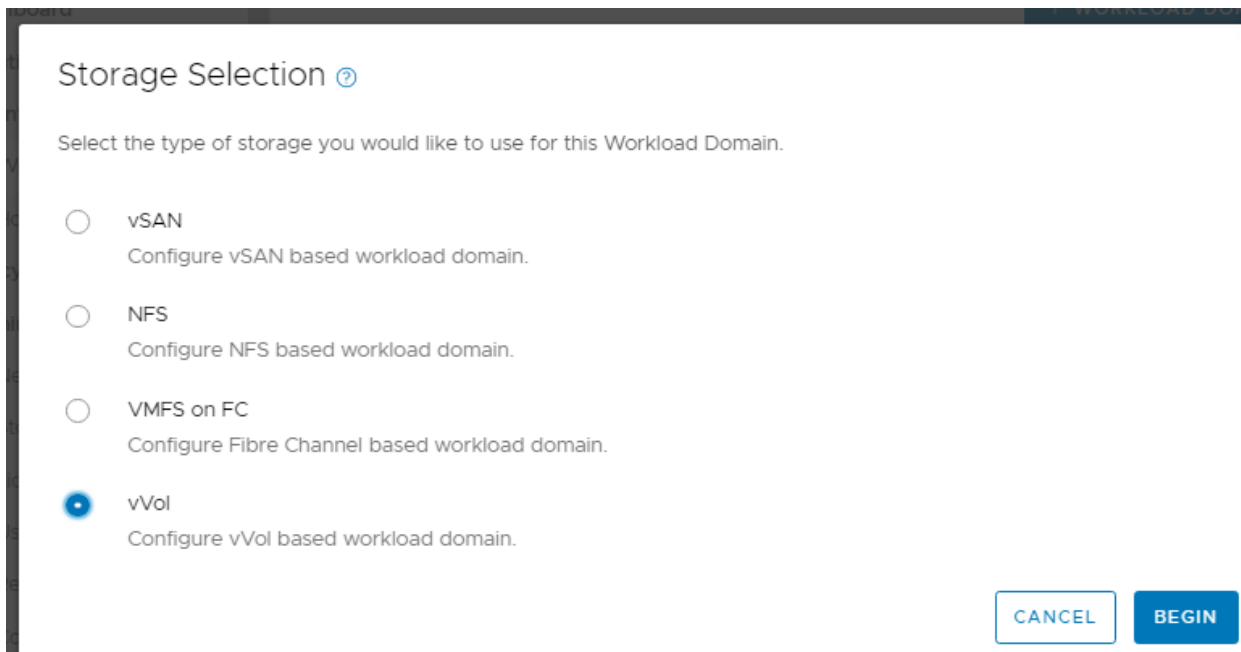 Storage Selection
Select the type of storage you would like to use for this Workload Domain.
vSAN
Configure vSAN based workload domain.
NFS
Configure NFS based workload domain.
VMFS on FC
Configure Fibre Channel based workload domain.
vVol
Configure vVol based workload domain.
CANCEL BEGIN